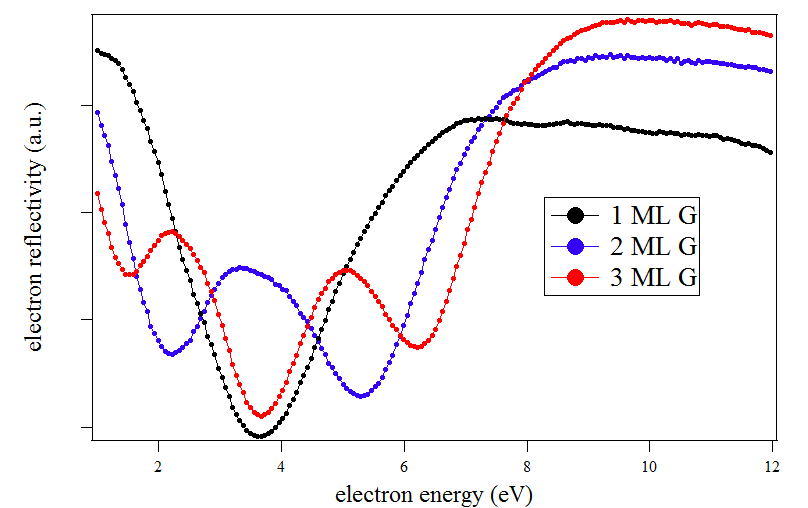 electron reflectivity (a.u.)
1 ML G
2 ML G
3 ML G
2 4 6 8 10 12
electron energy (eV)